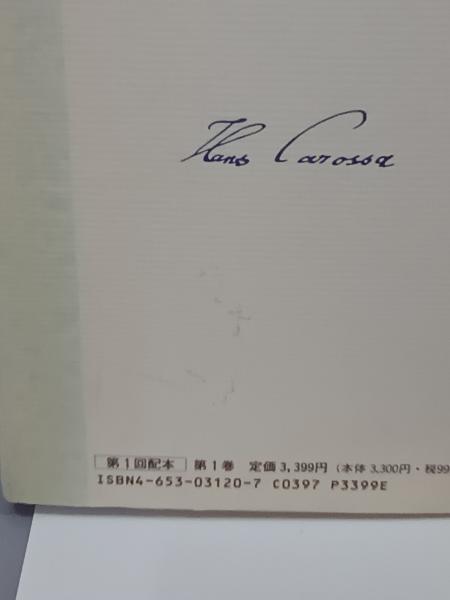 Hans Carossa
第1回配本 第1巻 定価3,399円(本体3,300円・税99
ISBN4-653-03120-7 C0397 P3399E